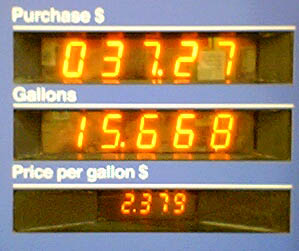 Purchase $
037.27
Gallons
15.668
Price per gallon $
2.379